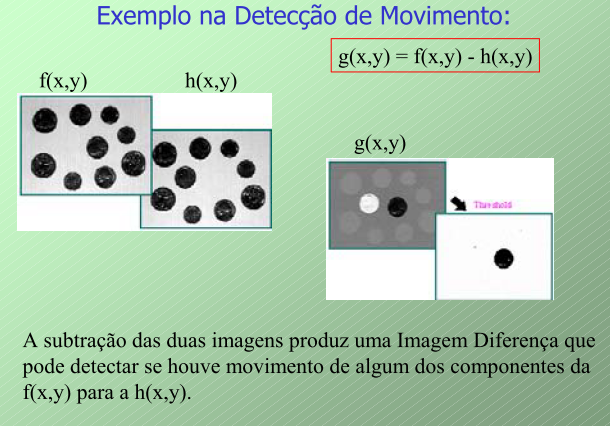 Exemplo na Detecção de Movimento:
g(x,y) = f(x,y) - h(x,y)
f(x,y)
h(x,y)
g(x,y)
Threshold
A subtração das duas imagens produz uma Imagem Diferença que
pode detectar se houve movimento de algum dos componentes da
f(x,y) para a h(x,y).